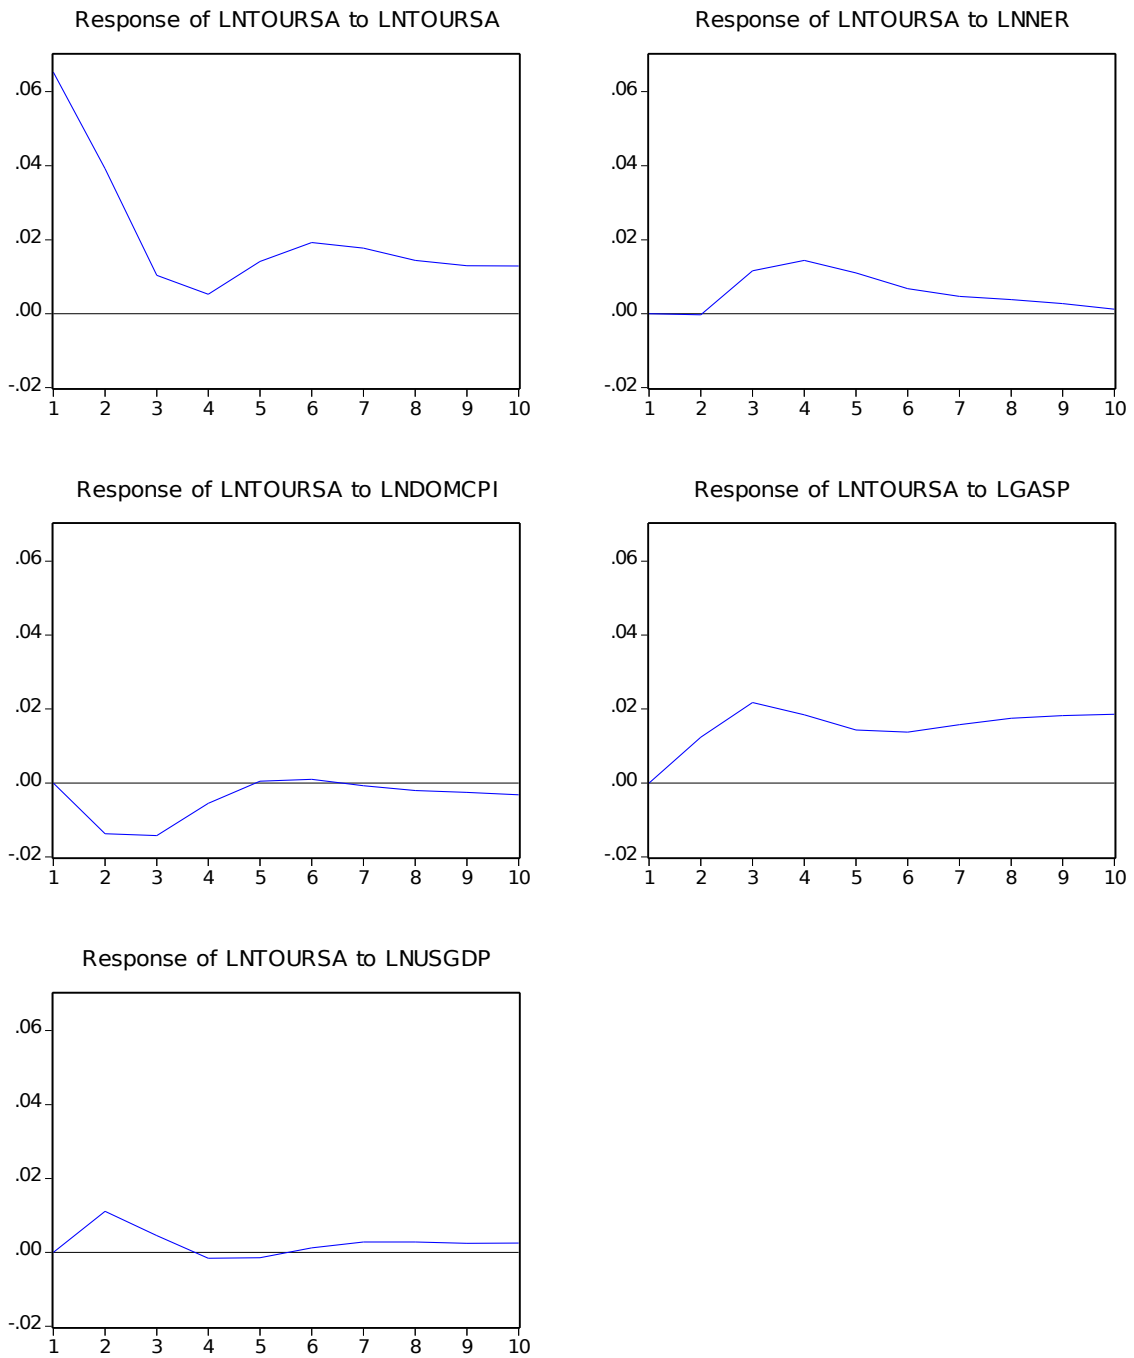 Response of LNTOURSA to LNTOURSA
.06
.04
.02
.00
-.02
1 2 3 4 5 6 7 8 9 10
Response of LNTOURSA to LNNER
.06
.04
.02
.00
-.02
1 2 3 4 5 6 7 8 9 10
Response of LNTOURSA to LNDOMCPI
.06
.04
.02
.00
-.02
1 2 3 4 5 6 7 8 9 10
Response of LNTOURSA to LGASP
.06
.04
.02
.00
-.02
1 2 3 4 5 6 7 8 9 10
Response of LNTOURSA to LNUSGDP
.06
.04
.02
.00
-.02
1 2 3 4 5 6 7 8 9 10